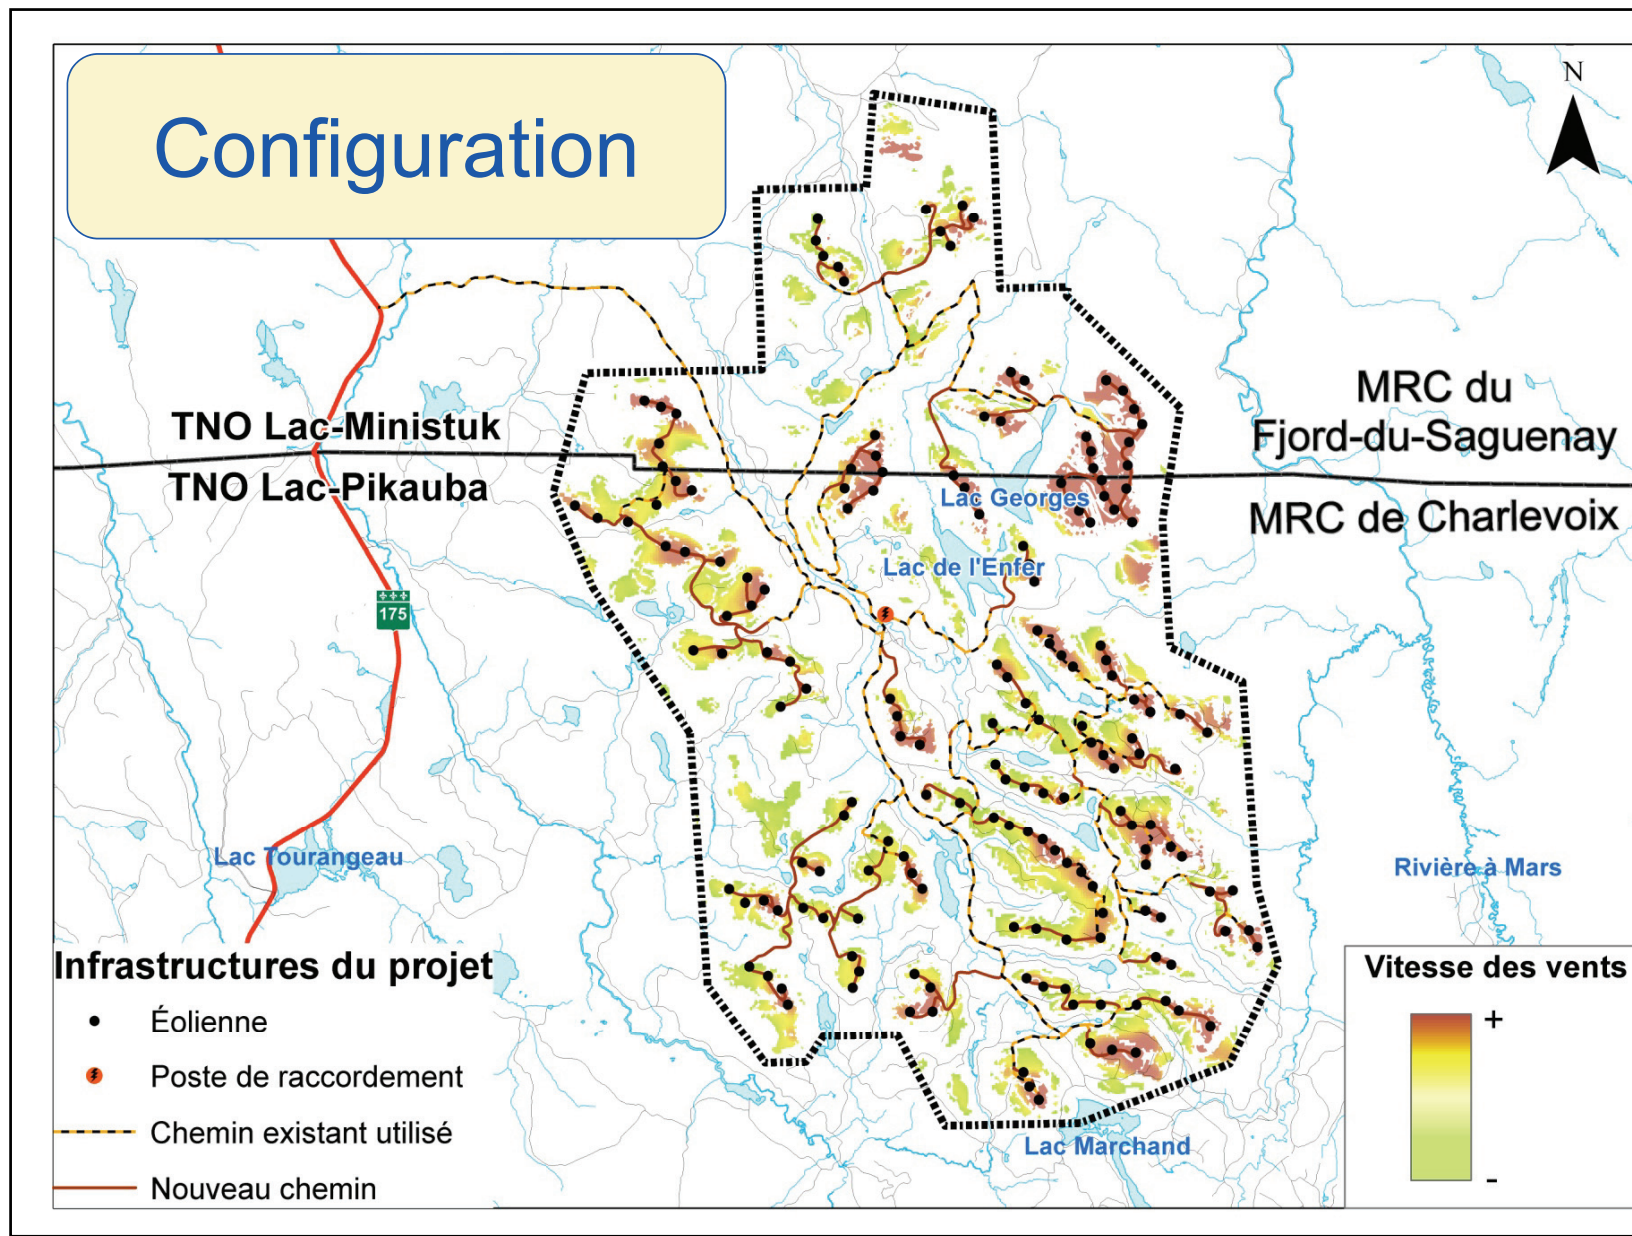 Configuration
N
TNO Lac-Ministuk
TNO Lac-Pikauba
MRC du
Fjord-du-Saguenay
MRC de Charlevoix
Lac Georges
Lac de l'Enfer
175
Lac Tourangeau
Rivière à Mars
Lac Marchand
Infrastructures du projet
Éolienne
Poste de raccordement
Chemin existant utilisé
Nouveau chemin
Vitesse des vents
+
-